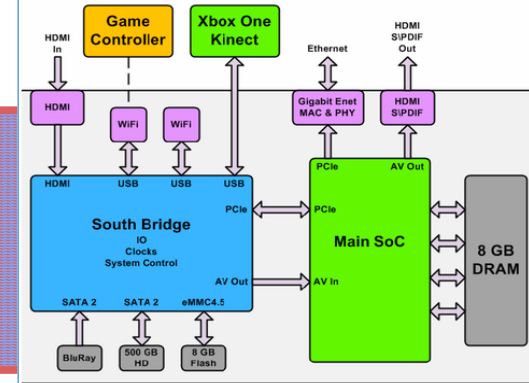 HDMI
In
Game
Controller
Xbox One
Kinect
Ethernet
HDMI
S\PDIF
Out
HDMI
WiFi
WiFi
Gigabit Enet
MAC & PHY
HDMI
S\PDIF
HDMI
USB
USB
USB
PCIe
AV Out
South Bridge
IO
Clocks
System Control
PCIe
PCIe
Main SoC
8 GB
DRAM
AV Out
AV In
SATA 2
SATA 2
eMMC4.5
BluRay
500 GB
HD
8 GB
Flash